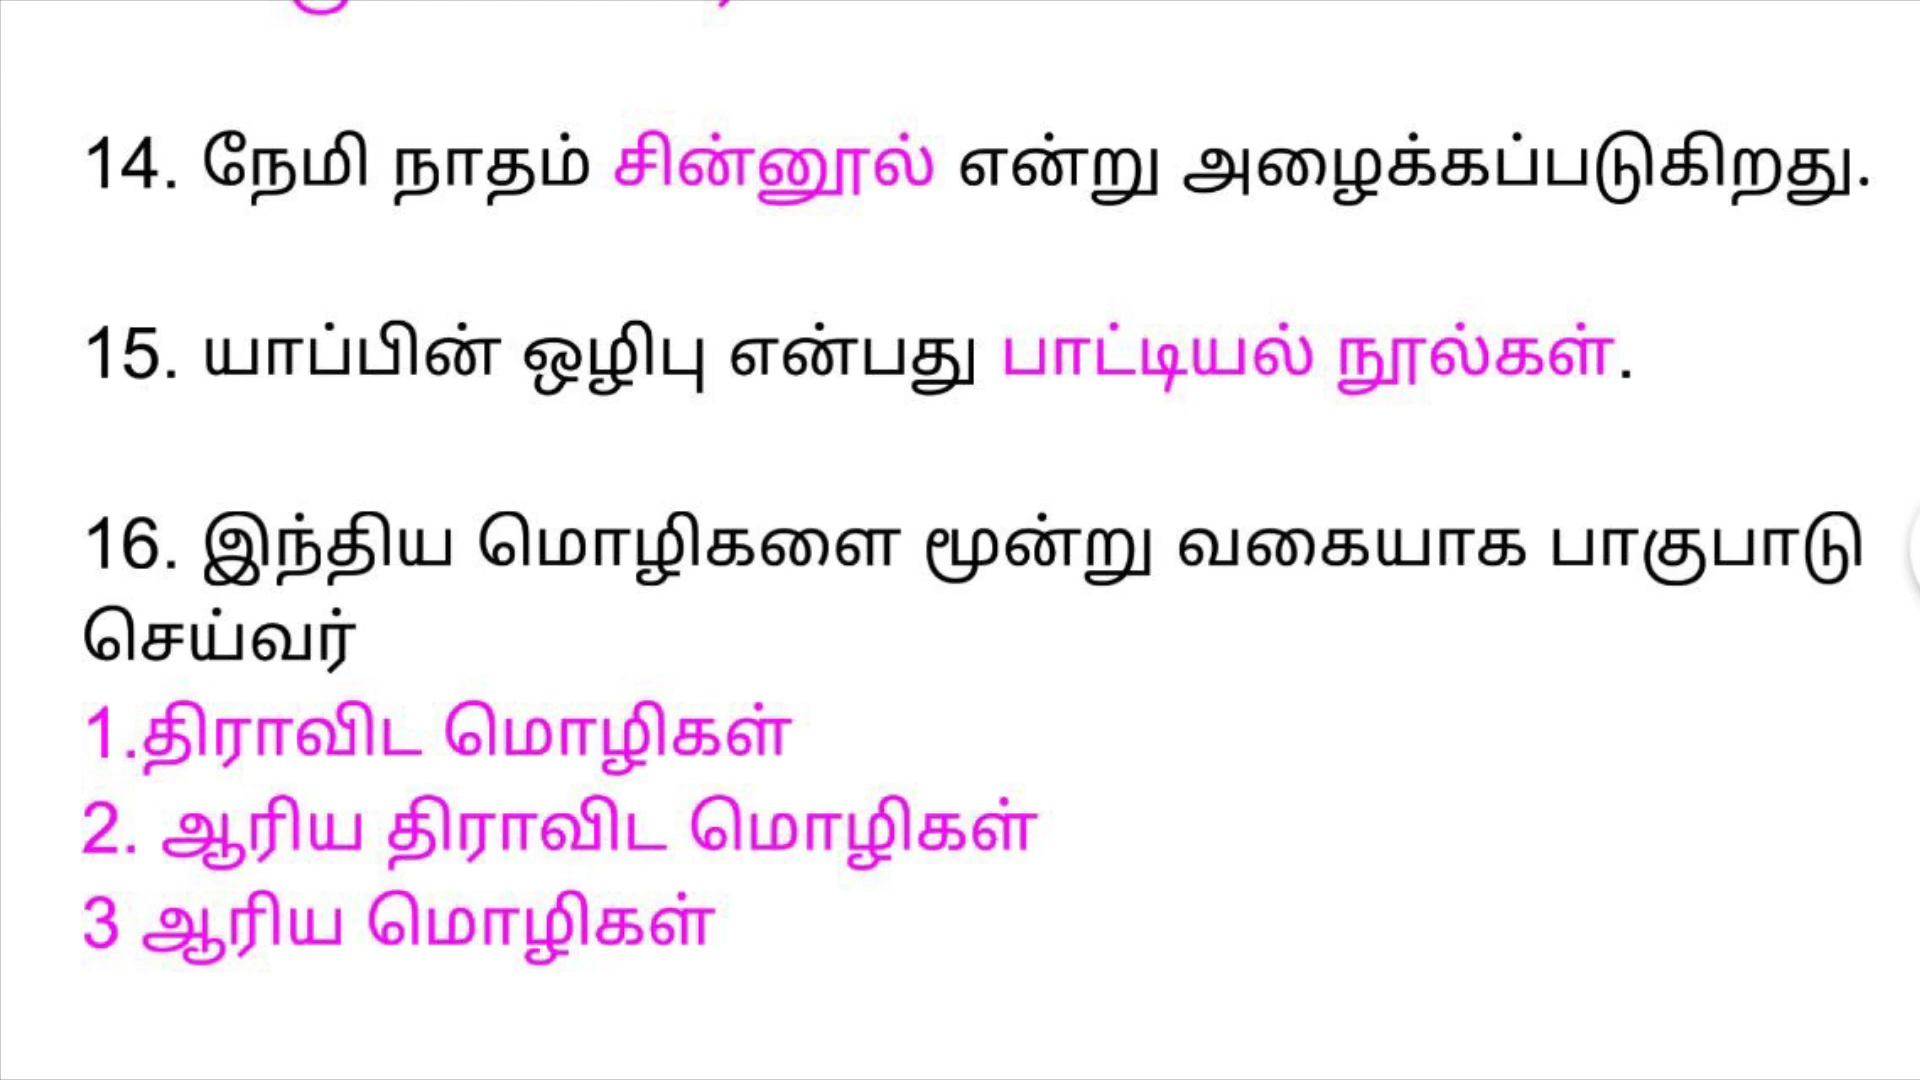 14. நேமி நாதம் சின்னூல் என்று அழைக்கப்படுகிறது.
15. யாப்பின் ஒழிபு என்பது பாட்டியல் நூல்கள்.
16. இந்திய மொழிகளை மூன்று வகையாக பாகுபாடு
செய்வர்
1.திராவிட மொழிகள்
2. ஆரிய திராவிட மொழிகள்
3 ஆரிய மொழிகள்